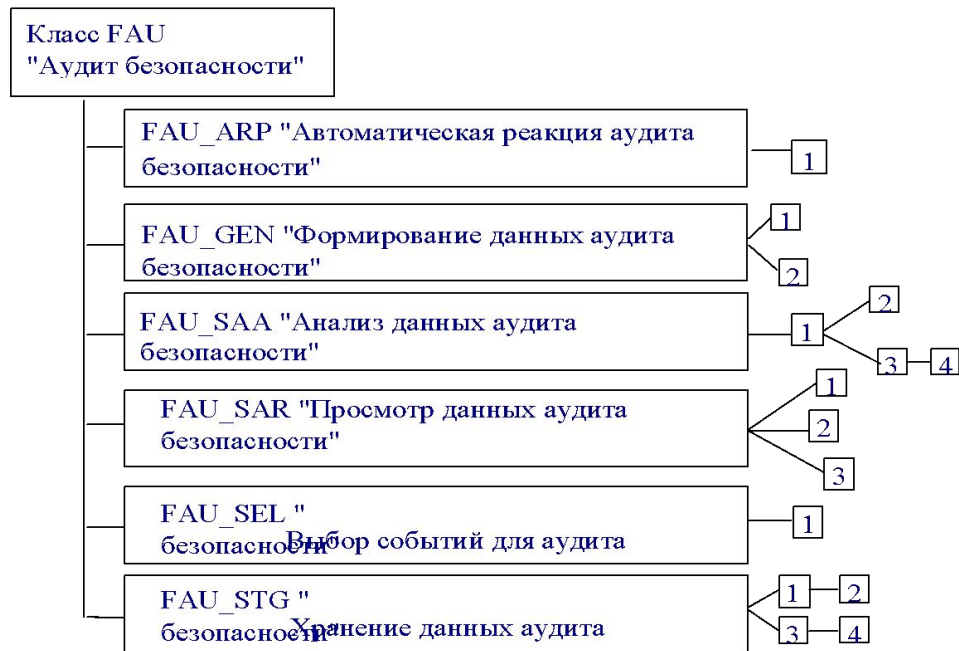 Класс FAU
"Аудит безопасности"
FAU_ARP "Автоматическая реакция аудита
безопасности"
1
FAU_GEN "Формирование данных аудита
безопасности"
1
2
FAU_SAA "Анализ данных аудита
безопасности"
1
2
3
4
FAU_SAR "Просмотр данных аудита
безопасности"
1
2
3
FAU_SEL "
Выбор событий для аудита
безопасности"
1
FAU_STG "
Хранение данных аудита
безопасности"
1
2
3
4